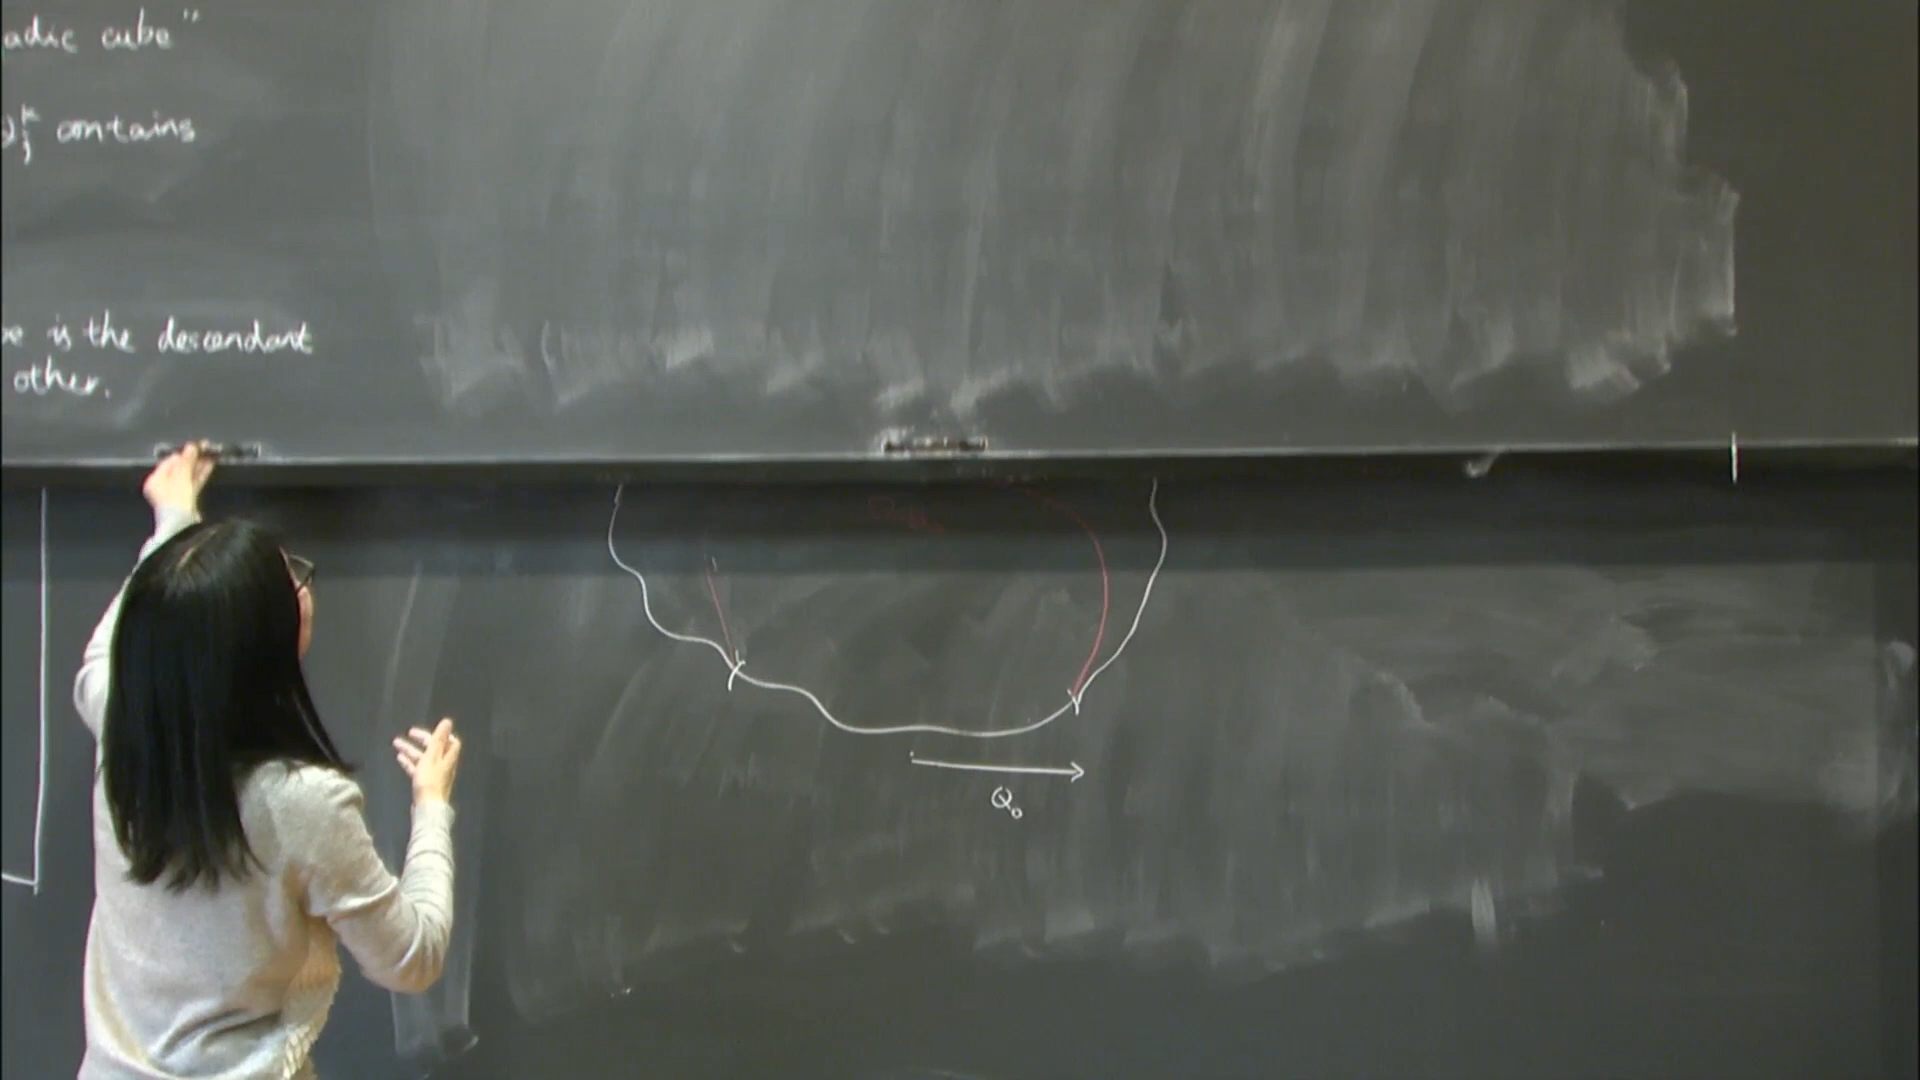 adic cube"
contains
is the descendant
other.
Q₀